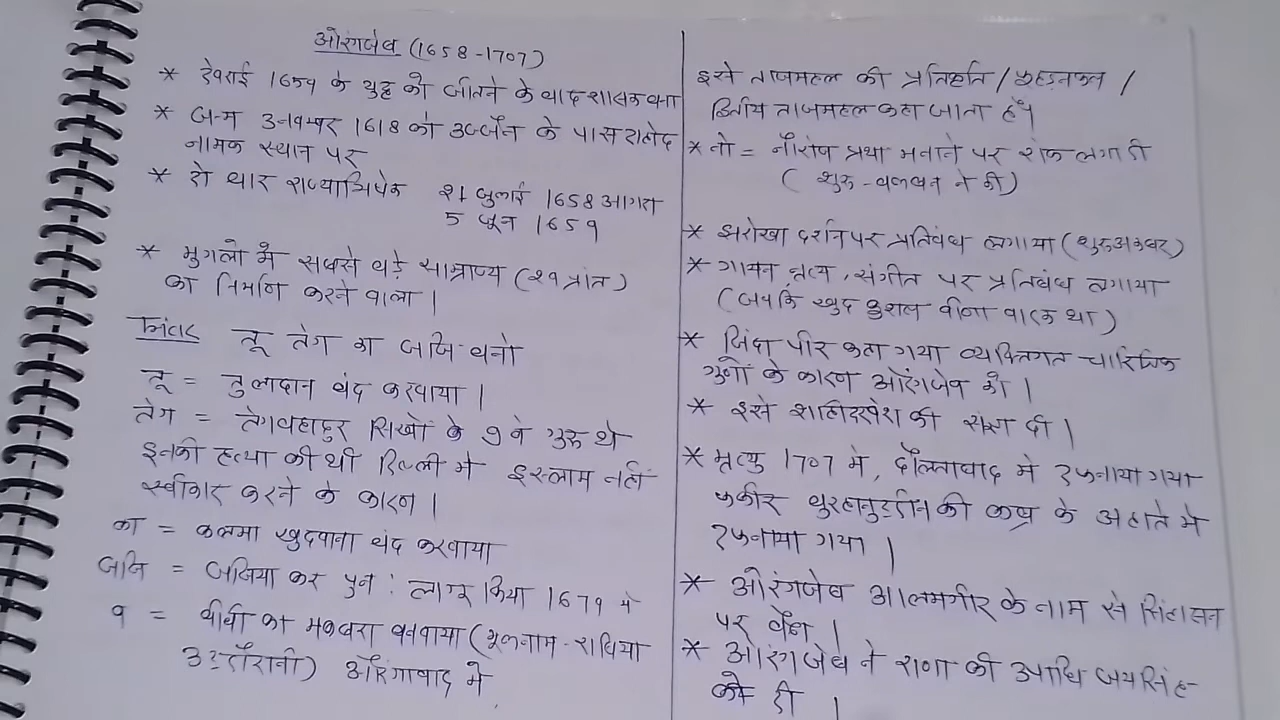 औरंगजेब (1658-1707)
* देवराई 1659 के युद्ध को जीतने के बाद शासक बना
* जन्म 3 नवम्बर 1618 को उज्जैन के पास दाहोद
नामक स्थान पर
* दो बार राज्याभिषेक 21 जुलाई 1658 आगरा
5 जून 1659
* मुगलो में सबसे बड़े साम्राज्य (21 प्रांत)
का निर्माण करने वाला ।
तू तेग का जजि बनो
तू = तुलादान बंद करवाया ।
तेग = तेगबहादुर सिखो के 9 वे गुरु थे
इनकी हत्या की थी दिल्ली मे इस्लाम नहीं
स्वीकार करने के कारण ।
का = कलमा खुदवाना बंद करवाया
जजि = जजिया कर पुन: लागू किया 1679 मे
ब = बीबी का मकबरा बनवाया (मूलनाम - राबिया
उद्दौरानी) औरंगाबाद मे
इसे ताजमहल की प्रतिकृति / /
द्वितीय ताजमहल कहा जाता है।
* नो = नौरोज प्रथा मनाने पर रोक लगा दी
( शुरु - बलबन ने की)
* झरोखा दर्शन पर प्रतिबंध लगाया (शुरु अकबर)
* गायन, नृत्य, संगीत पर प्रतिबंध लगाया
(जबकि खुद कुशल वीणा वादक था)
* जिंदा पीर कहा गया व्यक्तिगत चारित्रिक
गुणो के कारण औरंगजेब को ।
* इसे शाहीदरवेश की संज्ञा दी ।
* मृत्यु 1707 मे, दौलताबाद मे दफनाया गया
फकीर बुरहानुद्दीन की कब्र के अहाते मे
दफनाया गया ।
* औरंगजेब आलमगीर के नाम से सिंहासन
पर बैठा ।
* औरंगजेब ने राजा की उपाधि जयसिंह
को दी ।